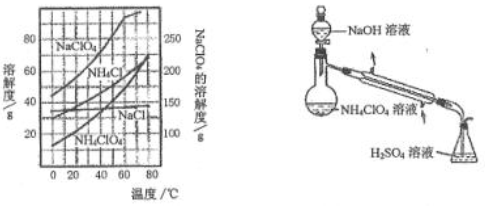 溶解度/g
80
60
40
20
NaClO₄
NH₄Cl
NaCl
NH₄ClO₄
250
200
150
100
NaClO₄的溶解度/g
0 20 40 60 80
温度/℃
NaOH 溶液
NH₄ClO₄ 溶液
H₂SO₄ 溶液